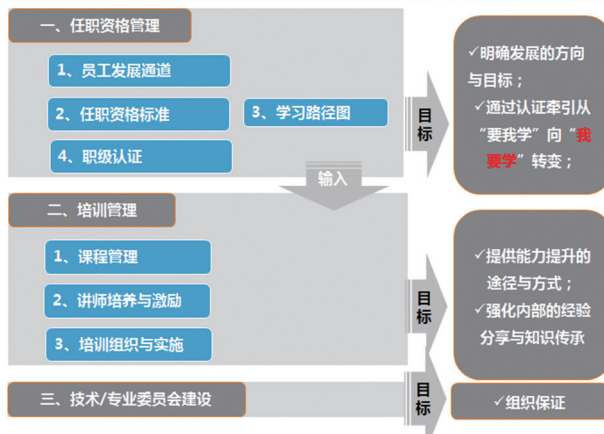 一、任职资格管理
1、员工发展通道
2、任职资格标准
3、学习路径图
4、职级认证
目标
✓明确发展的方向
与目标；
✓通过认证牵引从
“要我学”向“我
要学”转变；
输入
二、培训管理
1、课程管理
2、讲师培养与激励
3、培训组织与实施
目标
✓提供能力提升的
途径与方式；
✓强化内部的经验
分享与知识传承
三、技术/专业委员会建设
目标
✓组织保证